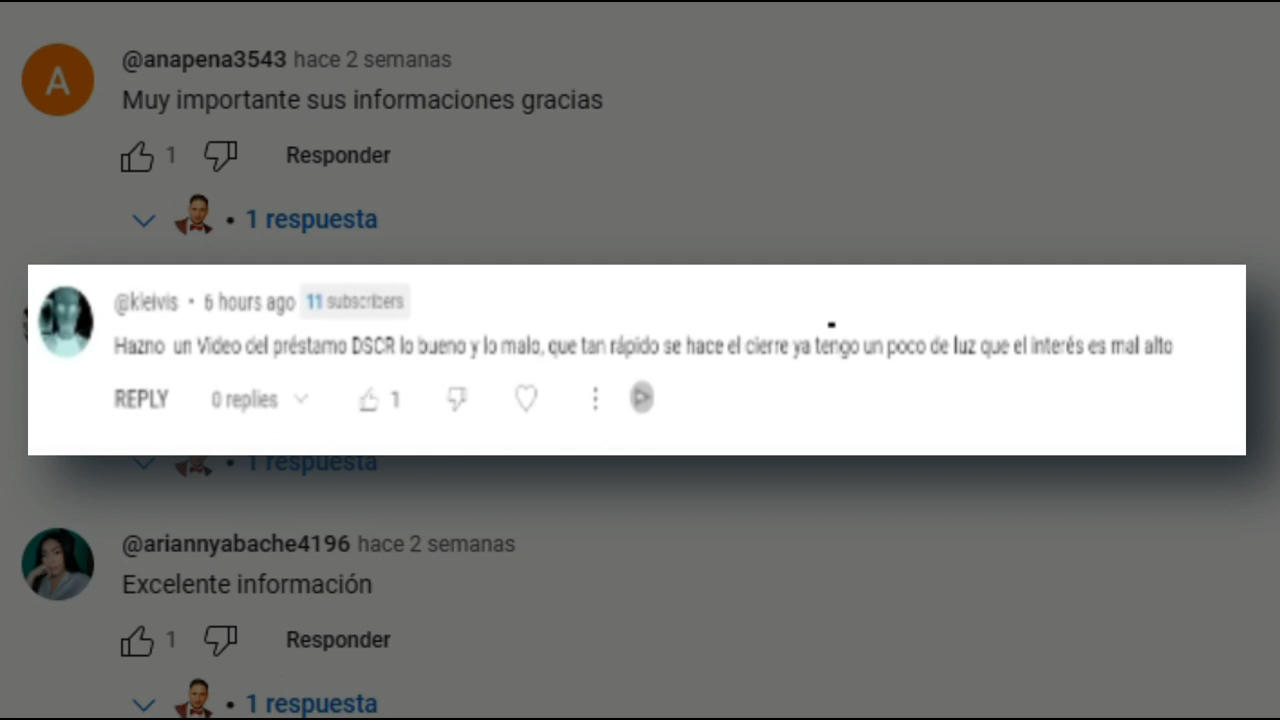 A
@anapena3543 hace 2 semanas
Muy importante sus informaciones gracias
1 Responder
• 1 respuesta
@kleivis • 6 hours ago 11 subscribers
Hazno un Video del préstamo DSCR lo bueno y lo malo, que tan rápido se hace el cierre ya tengo un poco de luz que el interés es mal alto
REPLY 0 replies 1
• 1 respuesta
@ariannyabache4196 hace 2 semanas
Excelente información
1 Responder
• 1 respuesta